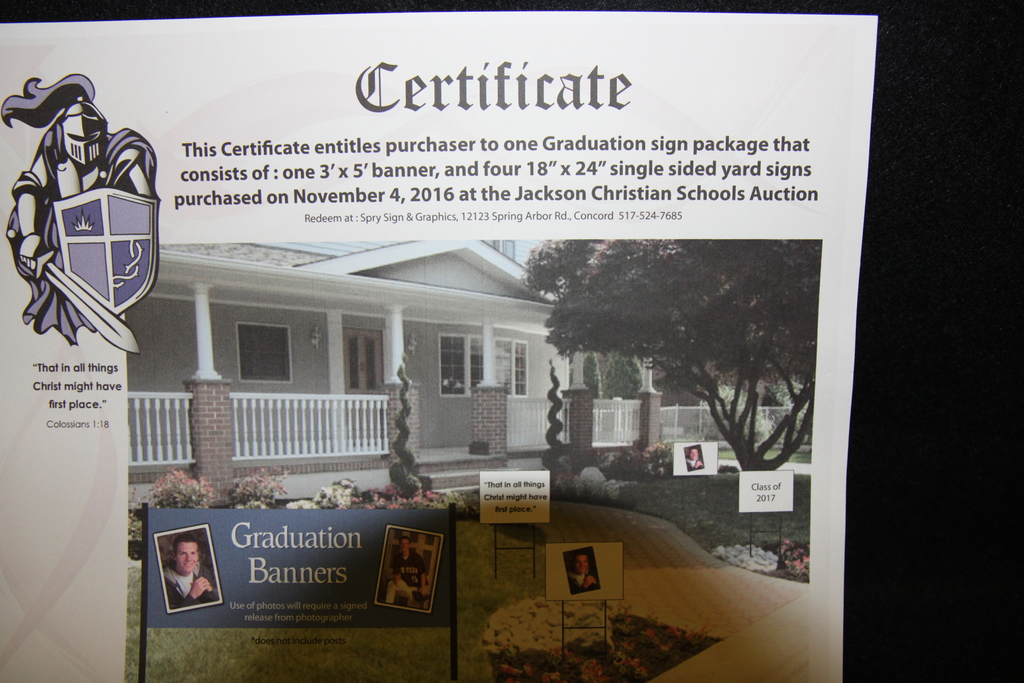 Certificate
This Certificate entitles purchaser to one Graduation sign package that
consists of : one 3’ x 5’ banner, and four 18” x 24” single sided yard signs
purchased on November 4, 2016 at the Jackson Christian Schools Auction
Redeem at : Spry Sign & Graphics, 12123 Spring Arbor Rd., Concord 517-524-7685
“That in all things
Christ might have
first place.”
Colossians 1:18
“That in all things
Christ might have
first place.”
Class of
2017
Graduation
Banners
Use of photos will require a signed
release from photographer
*does not include posts